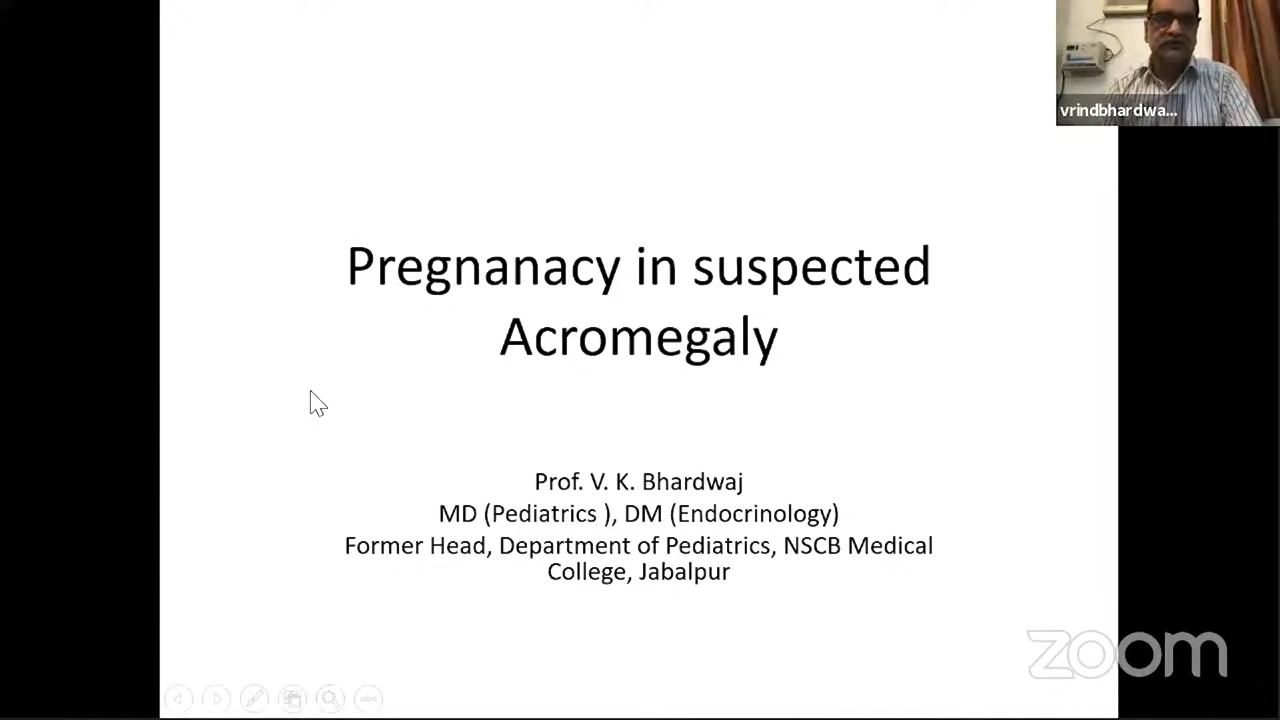 vrindbhardwa...
Pregnanacy in suspected
Acromegaly
Prof. V. K. Bhardwaj
MD (Pediatrics ), DM (Endocrinology)
Former Head, Department of Pediatrics, NSCB Medical
College, Jabalpur
zoom